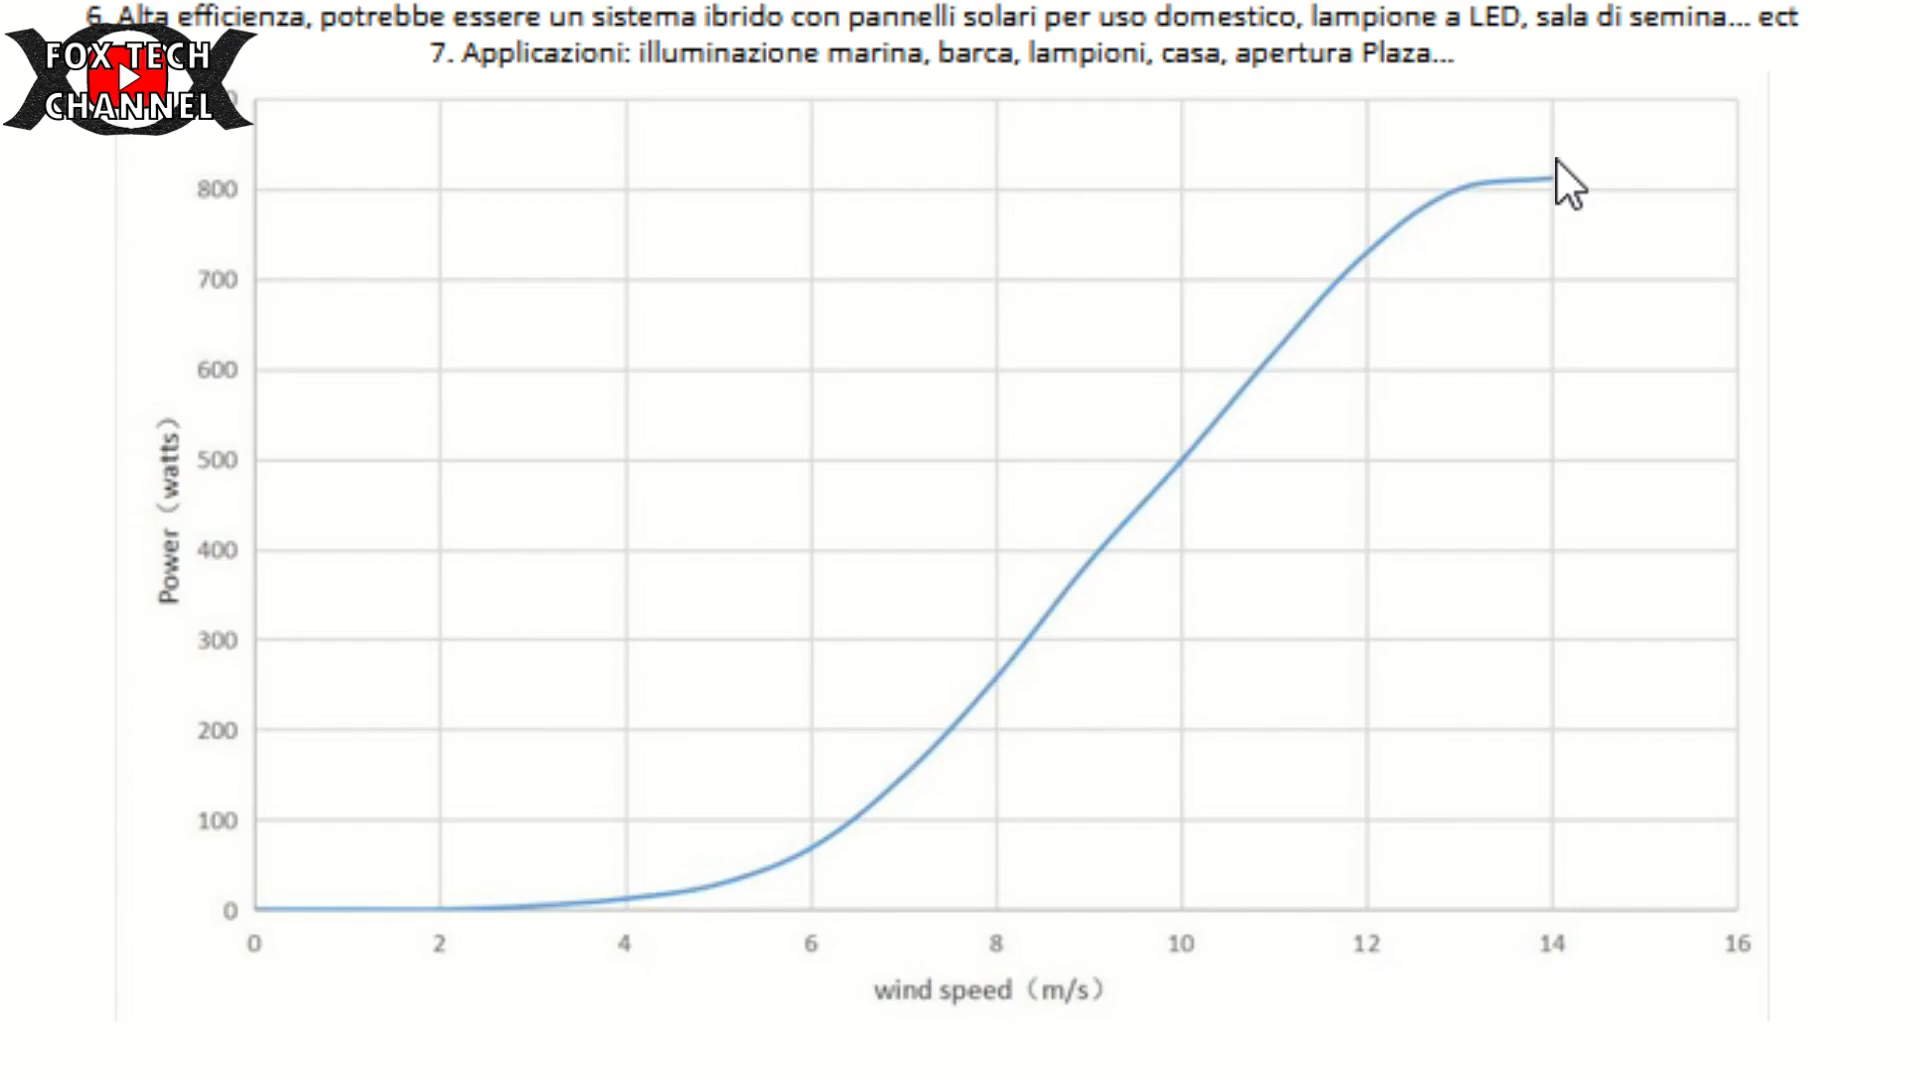 6. Alta efficienza, potrebbe essere un sistema ibrido con pannelli solari per uso domestico, lampione a LED, sala di semina... ect
7. Applicazioni: illuminazione marina, barca, lampioni, casa, apertura Plaza...
FOX TECH
CHANNEL
800
700
600
500
400
300
200
100
0
Power（watts）
0 2 4 6 8 10 12 14 16
wind speed（m/s）